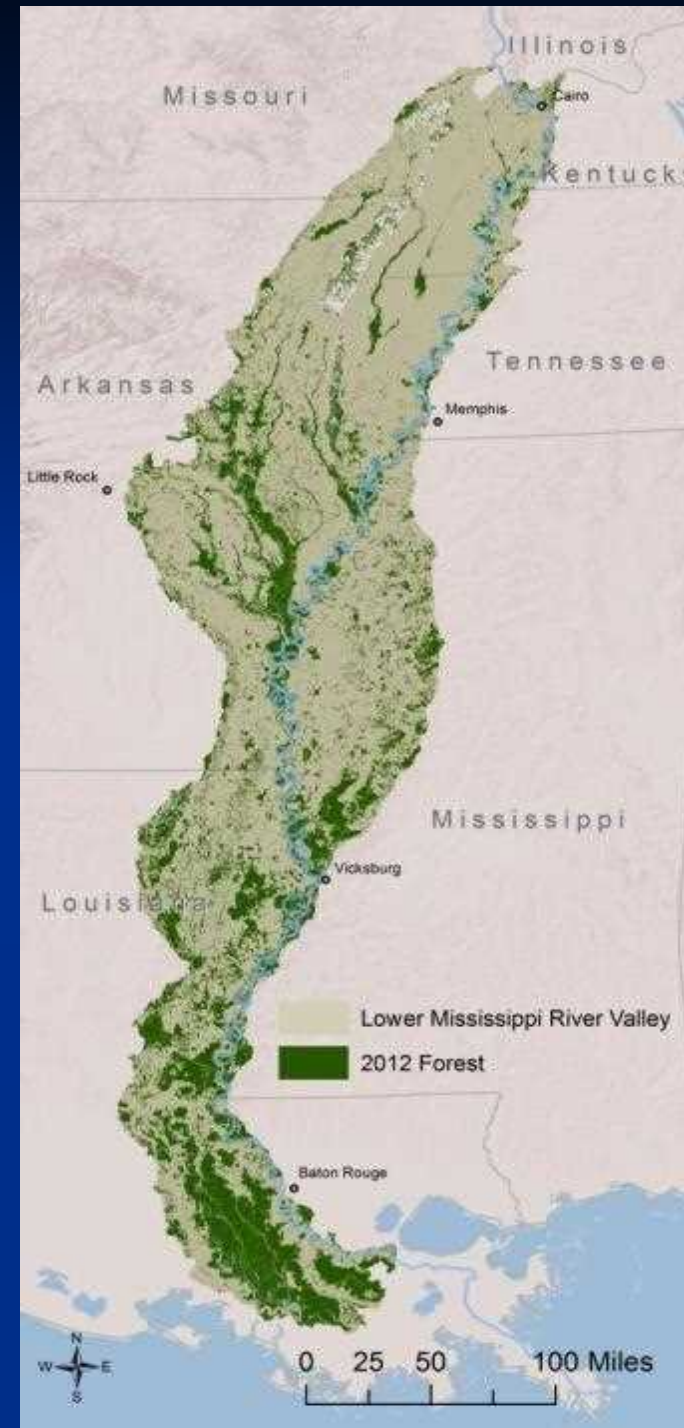 Illinois
Missouri
Cairo
Kentuck
Tennessee
Arkansas
Memphis
Little Rock
Mississippi
Vicksburg
Louisiana
Lower Mississippi River Valley
2012 Forest
Baton Rouge
N
W E
S
0 25 50 100 Miles